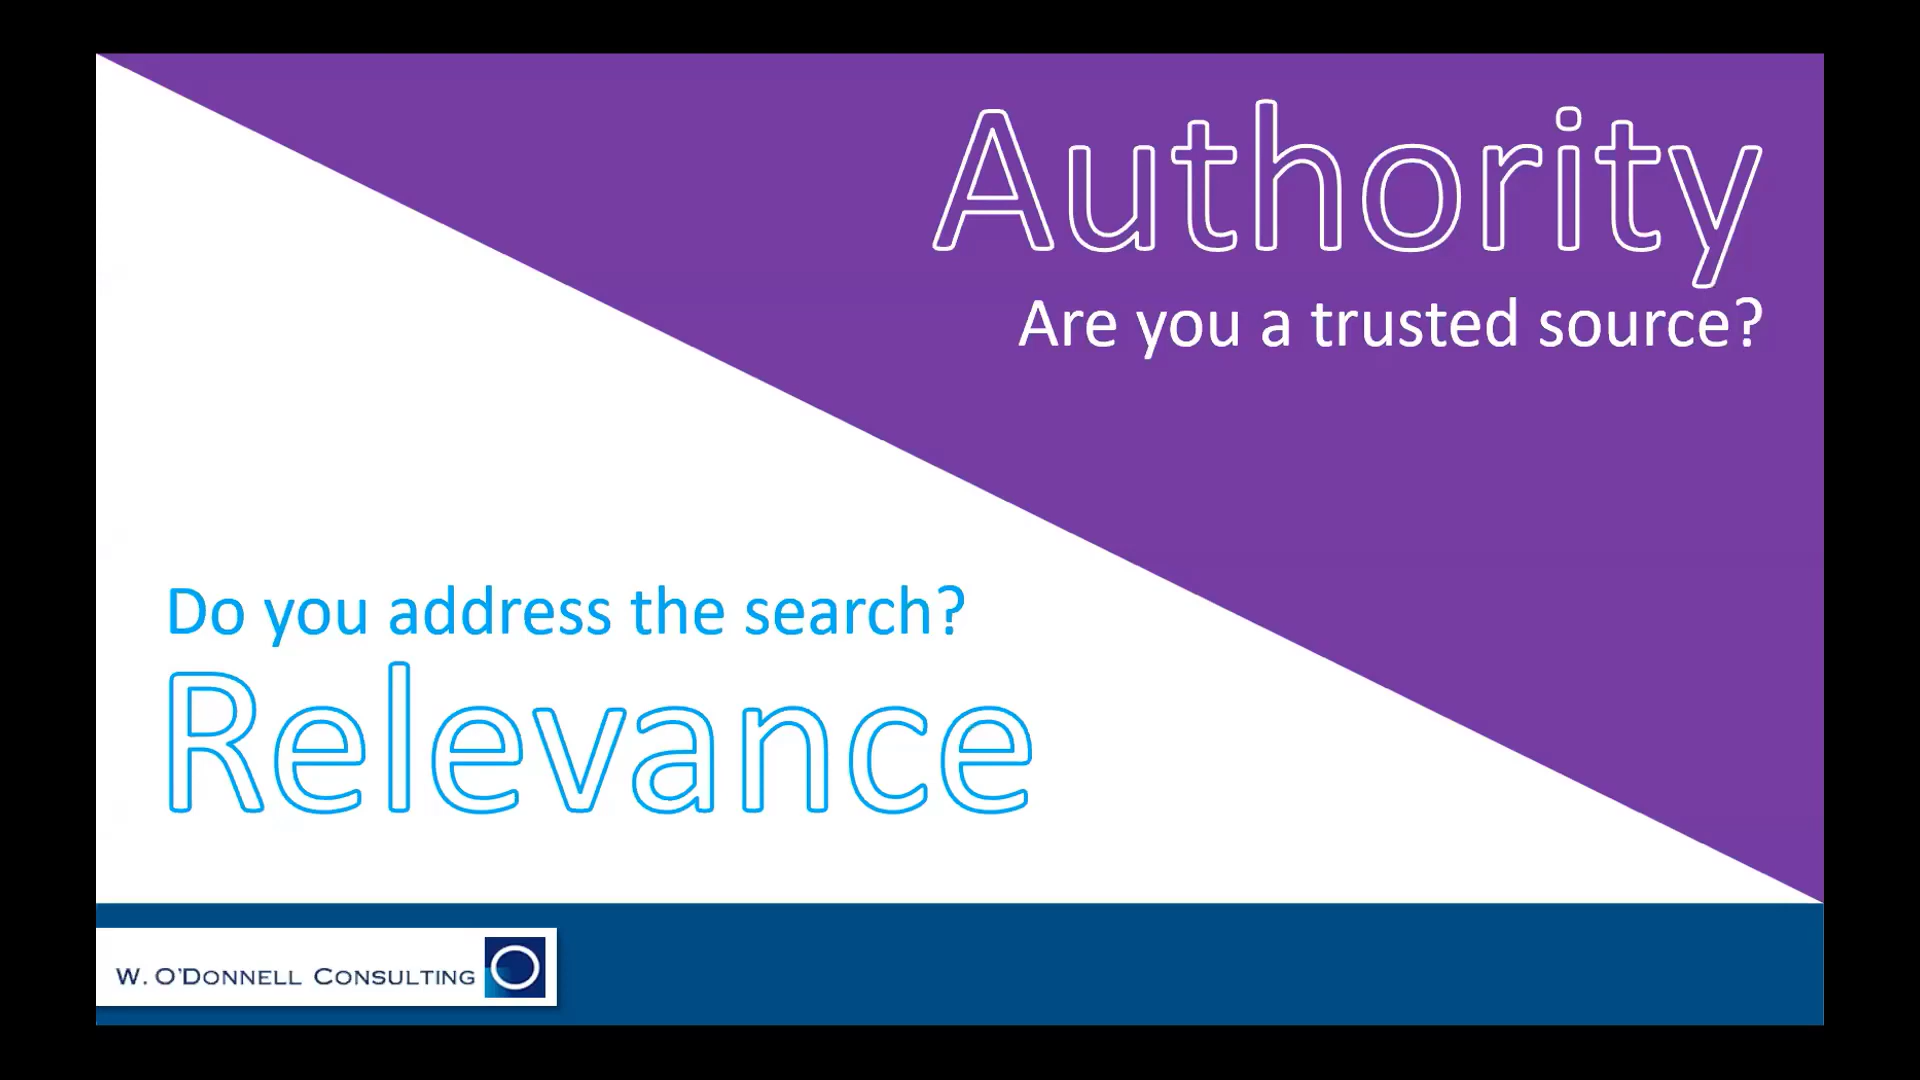 Authority
Are you a trusted source?
Do you address the search?
Relevance
W. O'Donnell Consulting